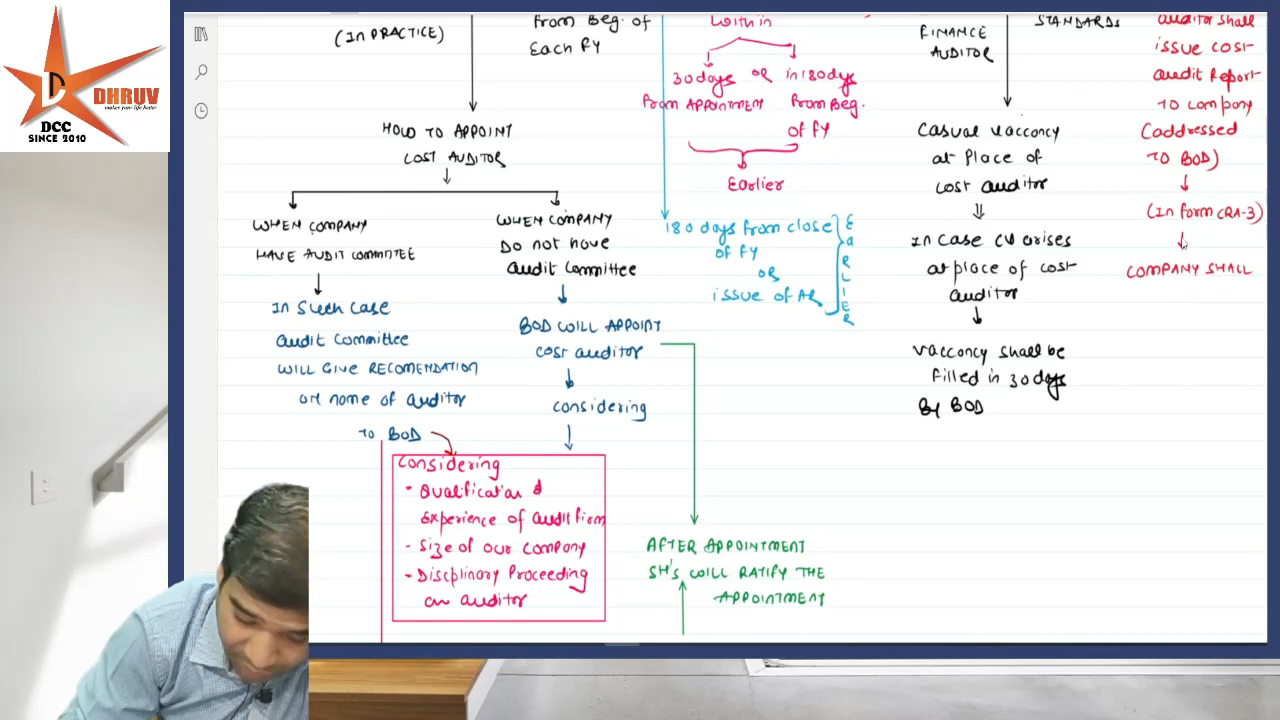 DHRUV
makes your life better
DCC
SINCE 2010
(IN PRACTICE)
From Beg. of
Each FY
HOW TO APPOINT
COST AUDITOR
WHEN COMPANY
HAVE AUDIT COMMITTEE
In Such Case
audit Committee
WILL GIVE RECOMENDATION
on name of auditor
TO BOD
Considering
- Qualification &
experience of audit firm
- Size of our company
- Discplinary Proceeding
on auditor
WHEN COMPANY
Do not have
audit Committee
BOD WILL APPOINT
cost auditor
considering
AFTER APPOINTMENT
SH'S WILL RATIFY THE
APPOINTMENT
within
30 days or in 180 days
from APPOINTMENT from Beg.
of FY
Earlier
180 days from close
of FY
OR
issue of AR
EARLIER
FINANCE
AUDITOR
STANDARDS
Casual vaccancy
at Place of
cost auditor
In case CV arises
at place of cost
auditor
vaccancy shall be
filled in 30 days
By BOD
auditor shall
issue cost
audit Report
TO company
(addressed
TO BOD)
(In form CRA-3)
COMPANY SHALL